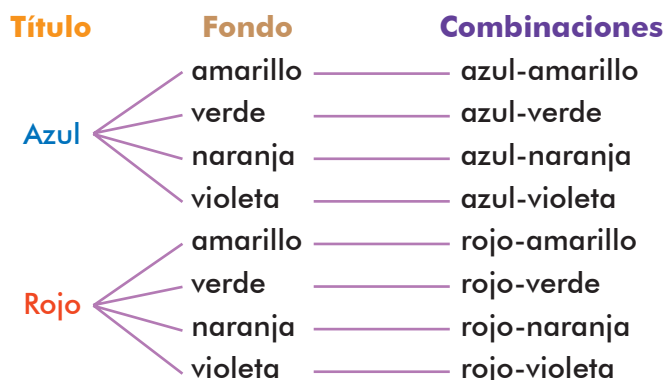 Título Fondo Combinaciones
amarillo azul-amarillo
verde azul-verde
Azul
naranja azul-naranja
violeta azul-violeta
amarillo rojo-amarillo
verde rojo-verde
Rojo
naranja rojo-naranja
violeta rojo-violeta